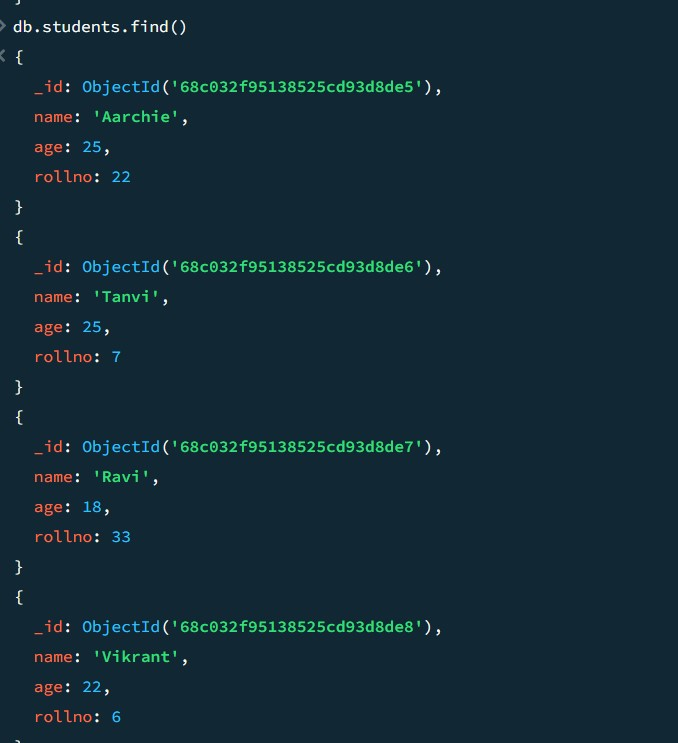 }
> db.students.find()
< {
_id: ObjectId('68c032f95138525cd93d8de5'),
name: 'Aarchie',
age: 25,
rollno: 22
}
{
_id: ObjectId('68c032f95138525cd93d8de6'),
name: 'Tanvi',
age: 25,
rollno: 7
}
{
_id: ObjectId('68c032f95138525cd93d8de7'),
name: 'Ravi',
age: 18,
rollno: 33
}
{
_id: ObjectId('68c032f95138525cd93d8de8'),
name: 'Vikrant',
age: 22,
rollno: 6
}